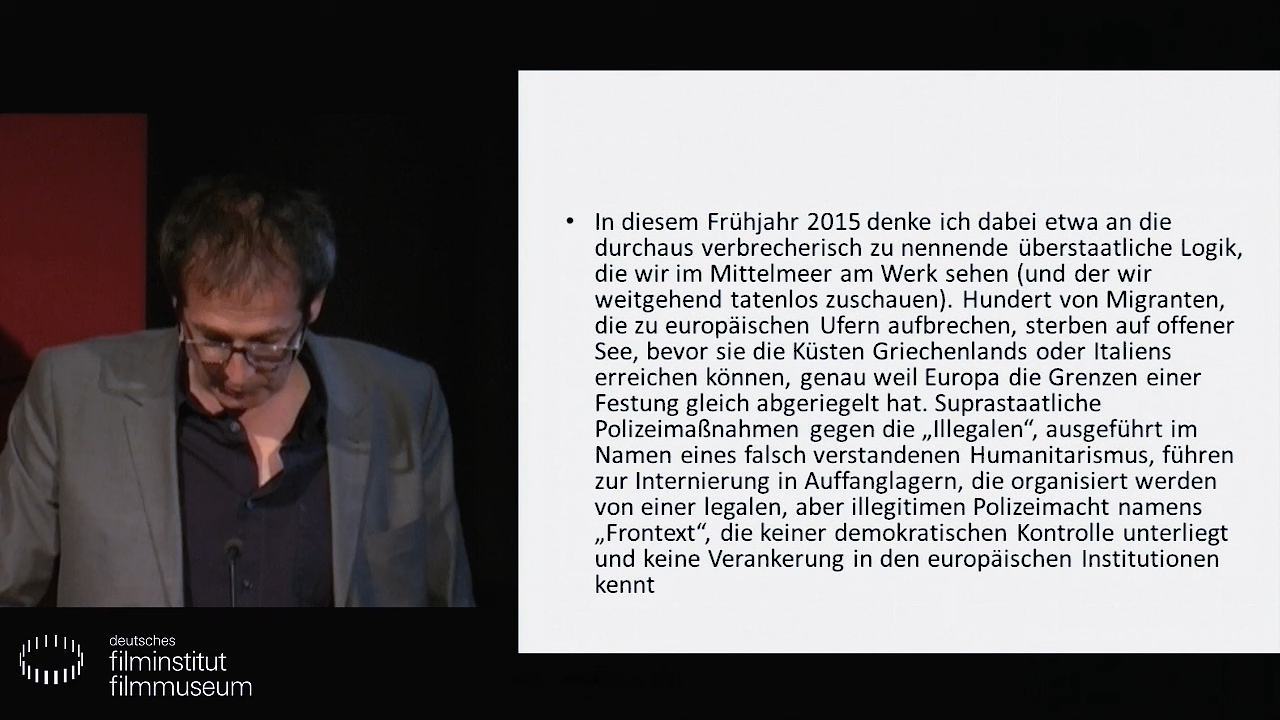 • In diesem Frühjahr 2015 denke ich dabei etwa an die
durchaus verbrecherisch zu nennende überstaatliche Logik,
die wir im Mittelmeer am Werk sehen (und der wir
weitgehend tatenlos zuschauen). Hundert von Migranten,
die zu europäischen Ufern aufbrechen, sterben auf offener
See, bevor sie die Küsten Griechenlands oder Italiens
erreichen können, genau weil Europa die Grenzen einer
Festung gleich abgeriegelt hat. Suprastaatliche
Polizeimaßnahmen gegen die „Illegalen“, ausgeführt im
Namen eines falsch verstandenen Humanitarismus, führen
zur Internierung in Auffanglagern, die organisiert werden
von einer legalen, aber illegitimen Polizeimacht namens
„Frontext“, die keiner demokratischen Kontrolle unterliegt
und keine Verankerung in den europäischen Institutionen
kennt
deutsches
filminstitut
filmmuseum